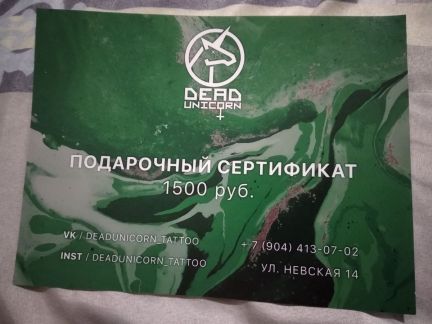 DEAD
UNICORN
ПОДАРОЧНЫЙ СЕРТИФИКАТ
1500 руб.
VK / DEADUNICORN_TATTOO
INST / DEADUNICORN_TATTOO
+ 7 (904) 413-07-02
УЛ. НЕВСКАЯ 14